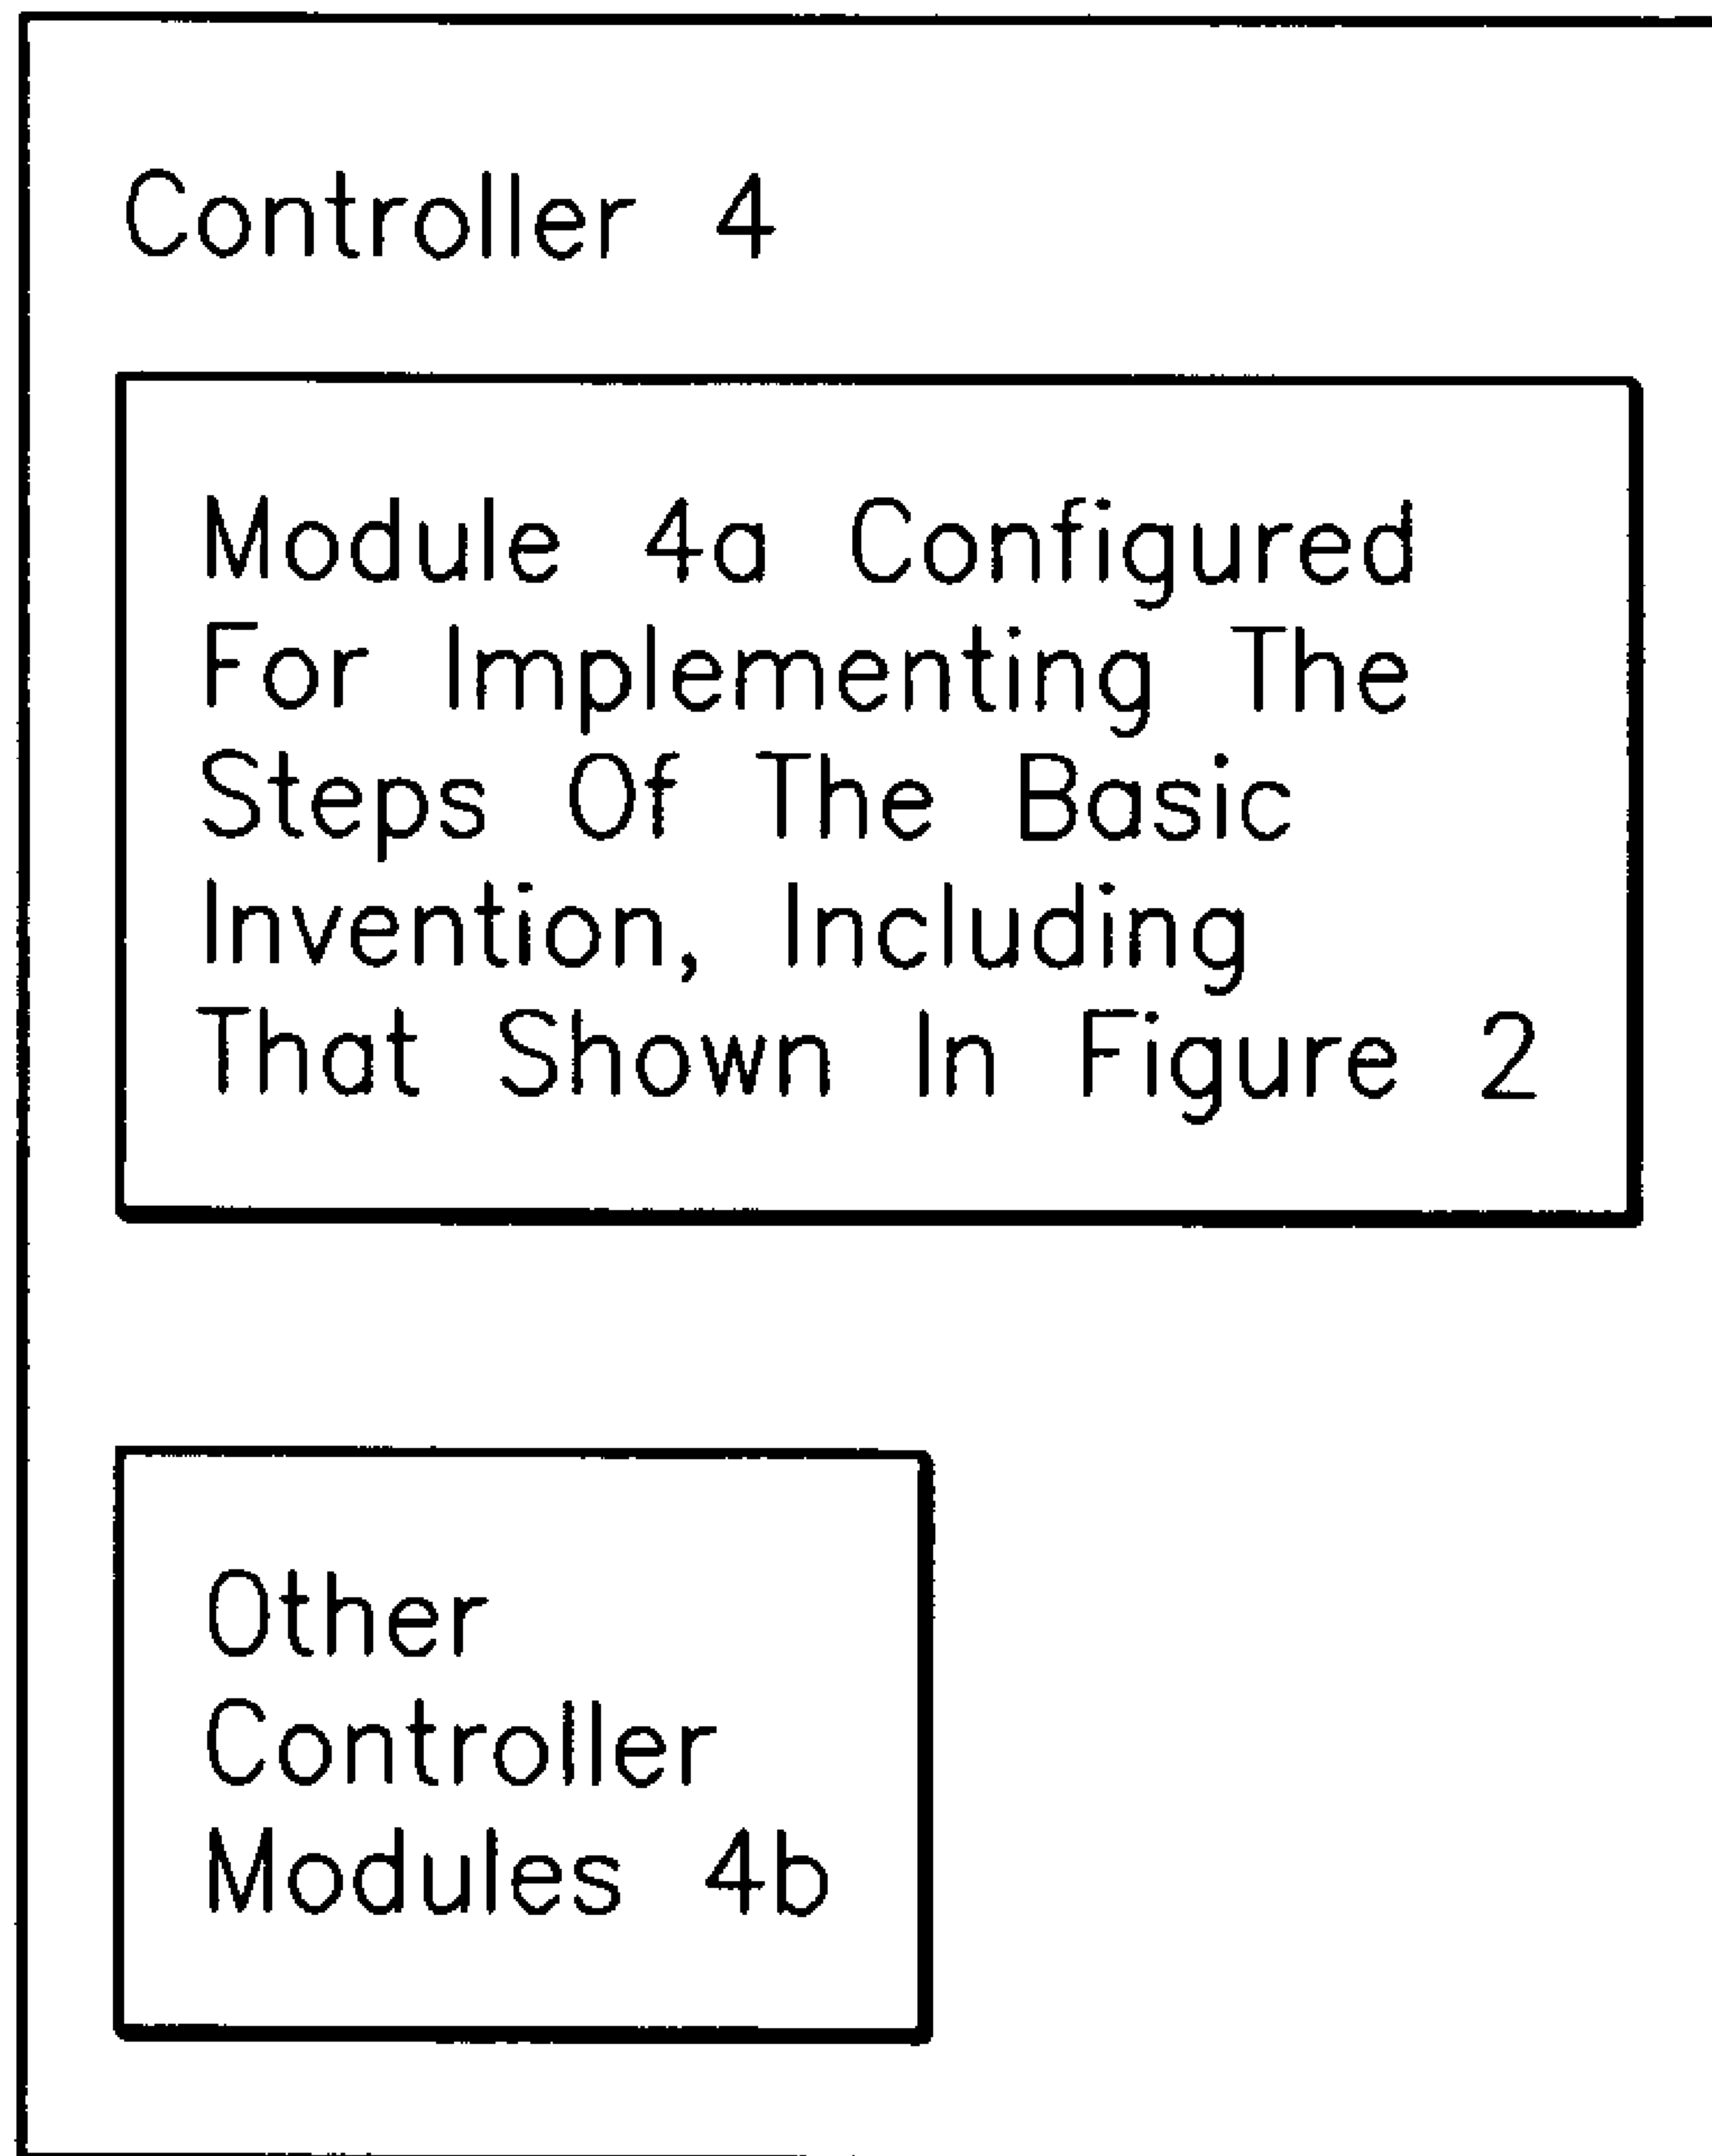 Controller 4
Module 4a Configured
For Implementing The
Steps Of The Basic
Invention, Including
That Shown In Figure 2
Other
Controller
Modules 4b